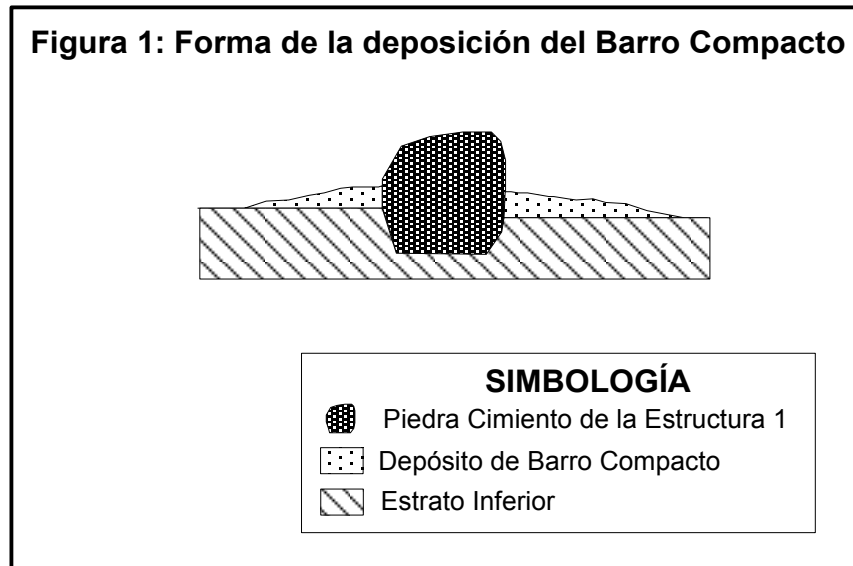 Figura 1: Forma de la deposición del Barro Compacto
SIMBOLOGÍA
Piedra Cimiento de la Estructura 1
Depósito de Barro Compacto
Estrato Inferior